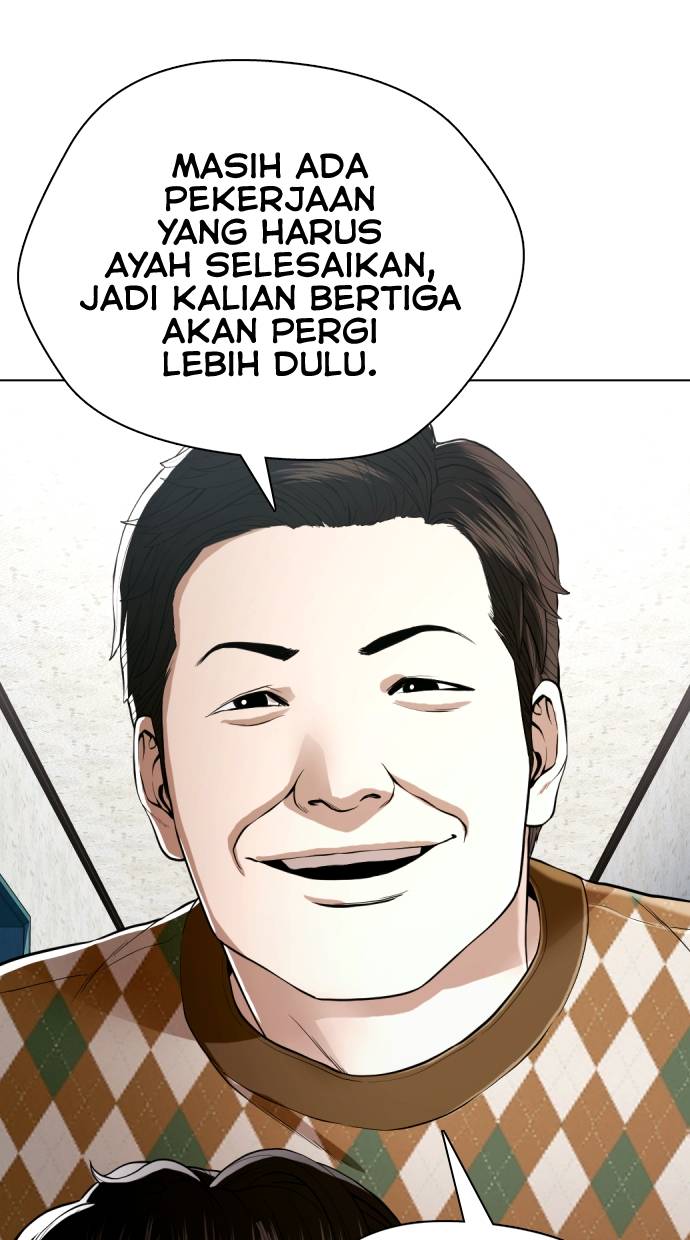 MASIH ADA
PEKERJAAN
YANG HARUS
AYAH SELESAIKAN,
JADI KALIAN BERTIGA
AKAN PERGI
LEBIH DULU.